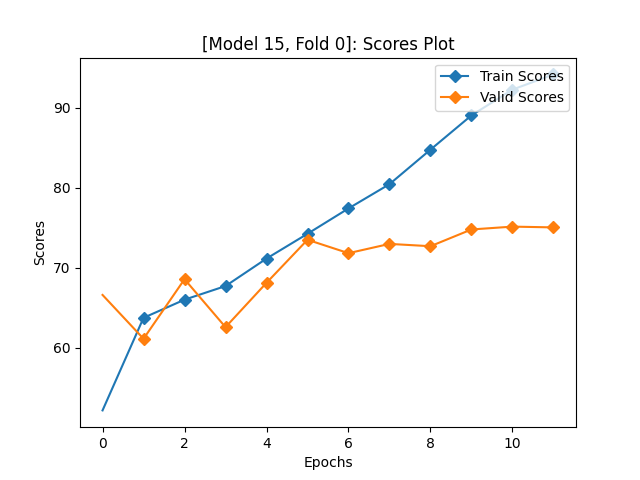 [Model 15, Fold 0]: Scores Plot
Train Scores
Valid Scores
90
80
70
60
Scores
0 2 4 6 8 10
Epochs